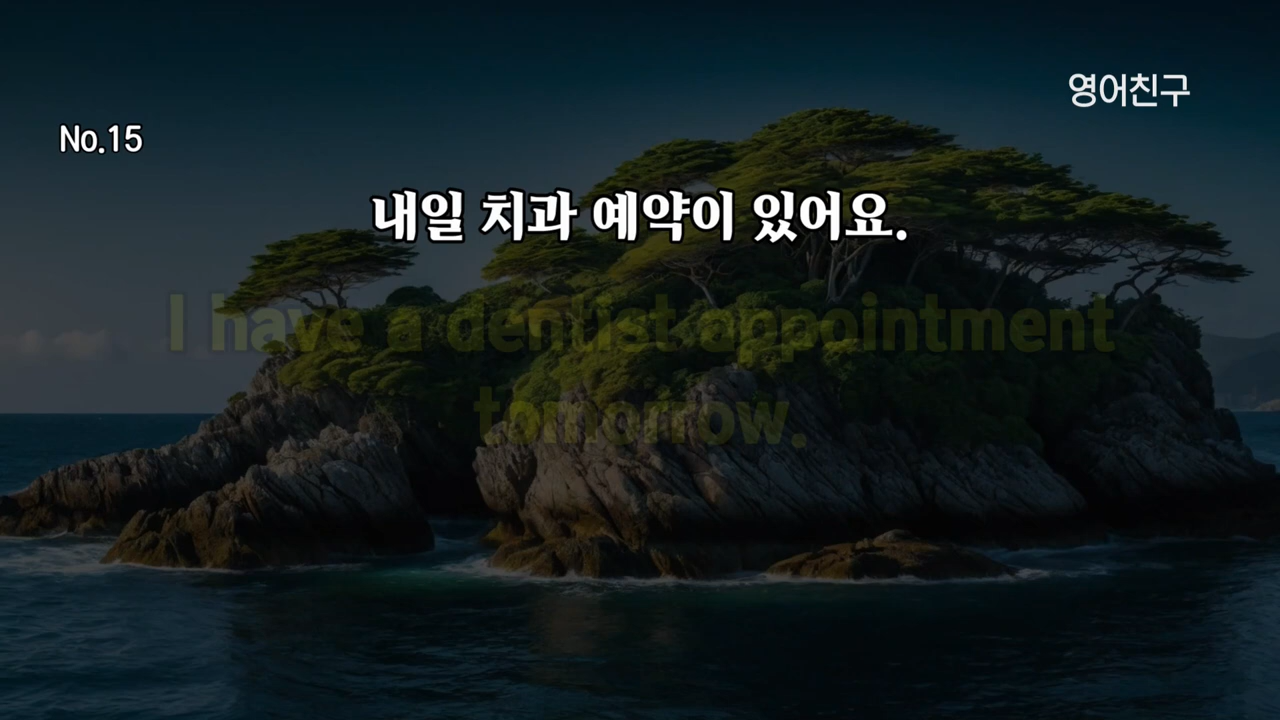 영어친구
No.15
내일 치과 예약이 있어요.
I have a dentist appointment
tomorrow.